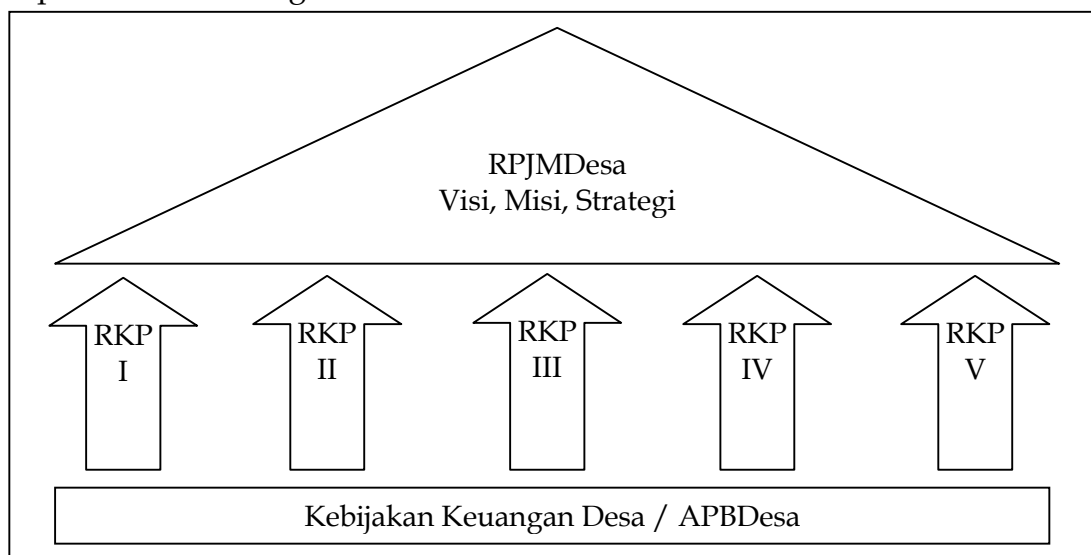 RPJMDesa
Visi, Misi, Strategi
RKP
I
RKP
II
RKP
III
RKP
IV
RKP
V
Kebijakan Keuangan Desa / APBDesa